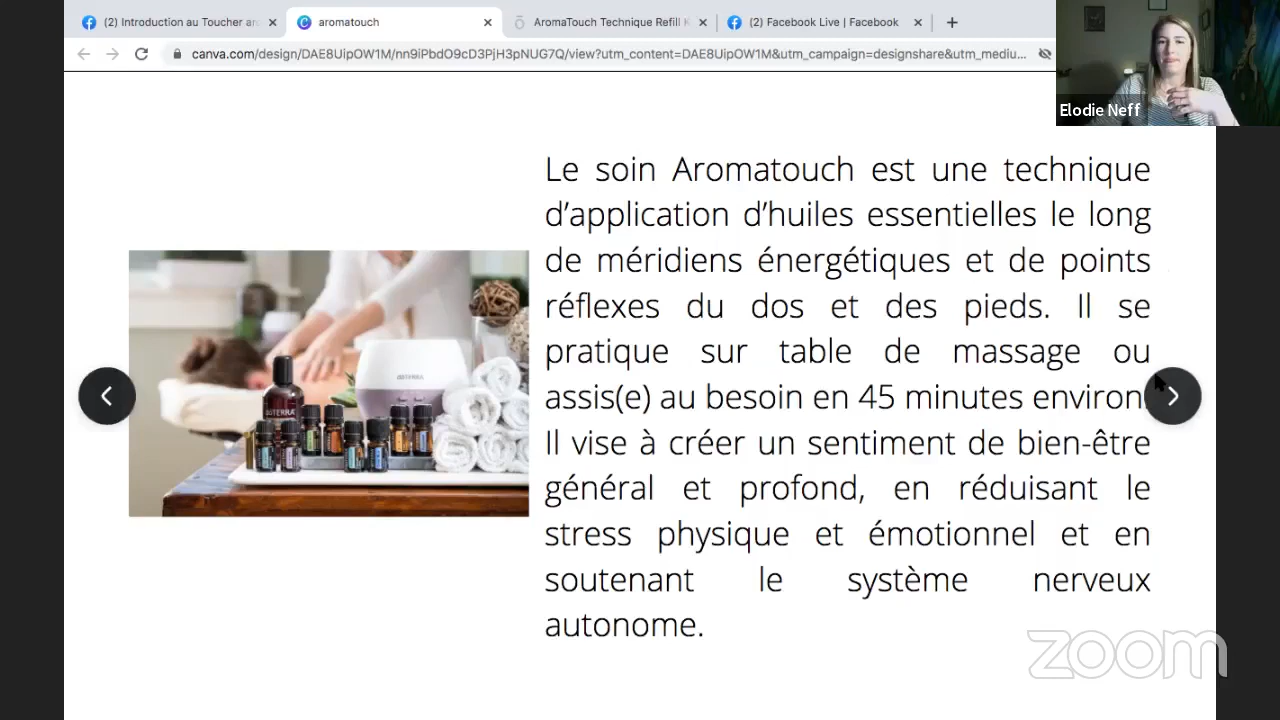 (2) Introduction au Toucher aro
aromatouch
AromaTouch Technique Refill K
(2) Facebook Live | Facebook
canva.com/design/DAE8UipOW1M/nn9iPbdO9rD3PjH3pNUG7Q/view?utm_content=DAE8UipOW1M&utm_campaign=designshare&utm_mediu...
Elodie Neff
Le soin Aromatouch est une technique
d’application d’huiles essentielles le long
de méridiens énergétiques et de points
réflexes du dos et des pieds. Il se
pratique sur table de massage ou
assis(e) au besoin en 45 minutes environ.
Il vise à créer un sentiment de bien-être
général et profond, en réduisant le
stress physique et émotionnel et en
soutenant le système nerveux
autonome.
dōTERRA
dōTERRA
zoom